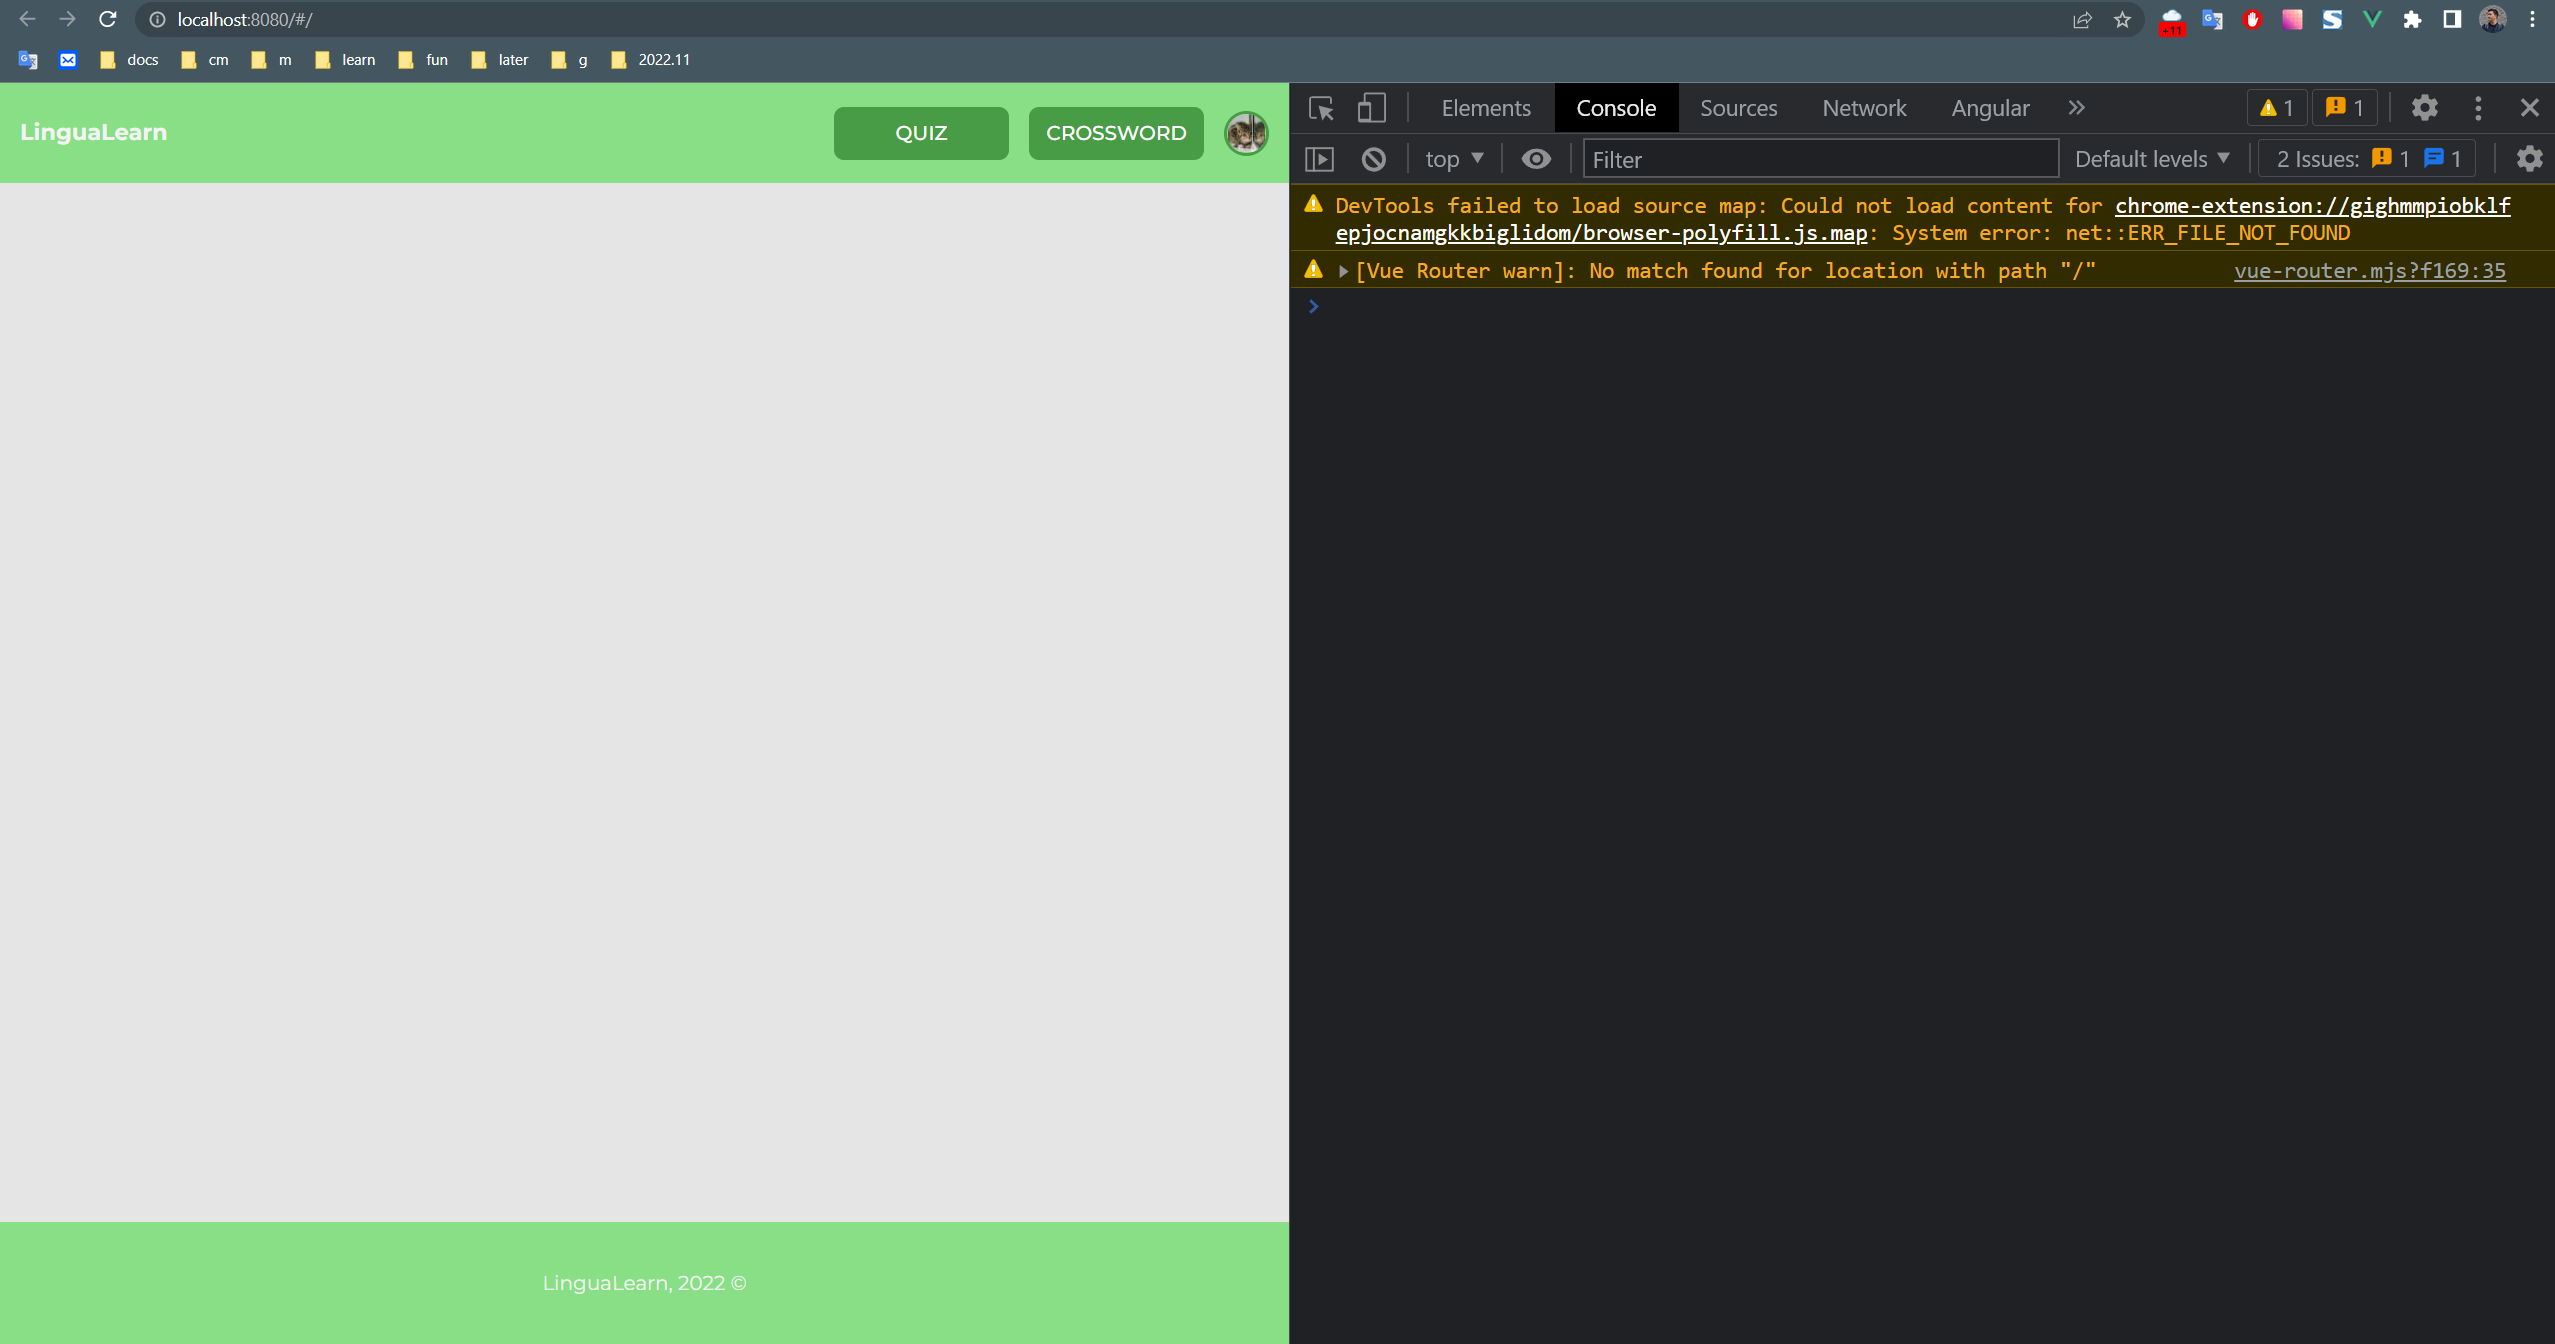 localhost:8080/#/
+11
docs cm m learn fun later g 2022.11
LinguaLearn QUIZ CROSSWORD
Elements Console Sources Network Angular 1 1
top Filter Default levels 2 Issues: 1 1
DevTools failed to load source map: Could not load content for chrome-extension://gighmmpiobklf
epjocnamgkkbiglidom/browser-polyfill.js.map: System error: net::ERR_FILE_NOT_FOUND
[Vue Router warn]: No match found for location with path "/" vue-router.mjs?f169:35
LinguaLearn, 2022 ©